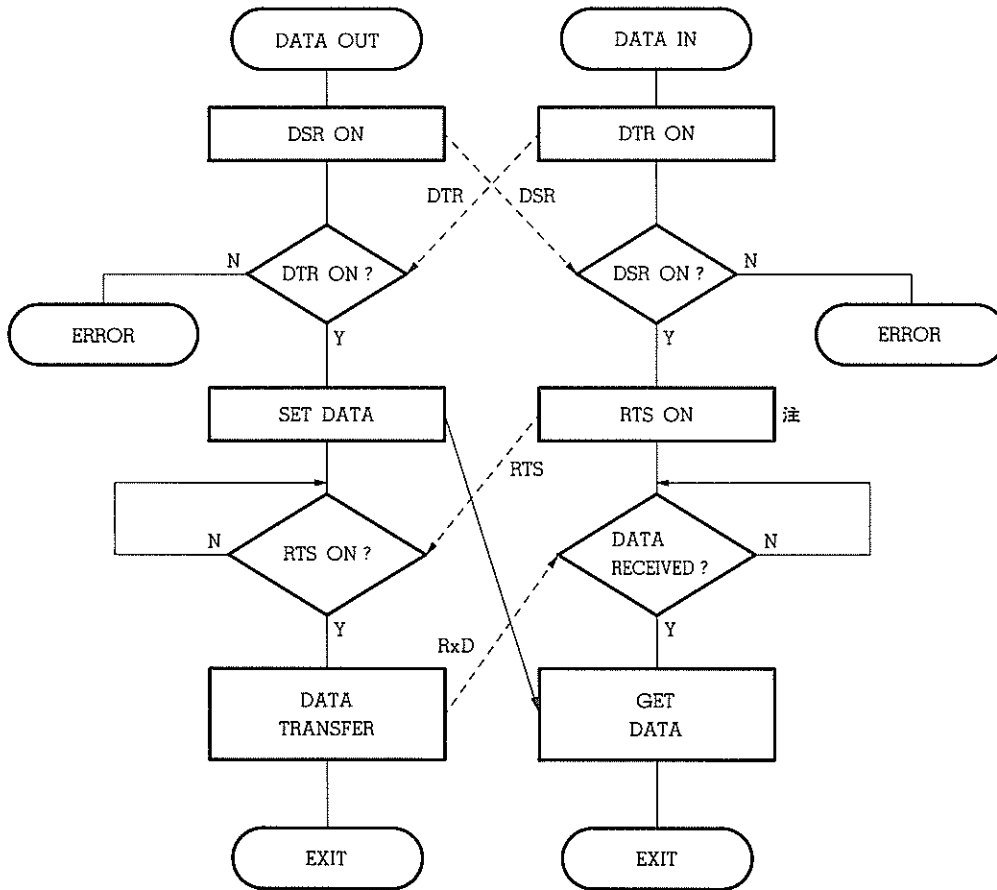 DATA OUT
DATA IN
DSR ON
DTR ON
DTR
DSR
N
DTR ON ?
DSR ON ?
N
ERROR
Y
Y
ERROR
SET DATA
RTS ON
注
RTS
N
RTS ON ?
DATA
RECEIVED ?
N
Y
Y
RxD
DATA
TRANSFER
GET
DATA
EXIT
EXIT